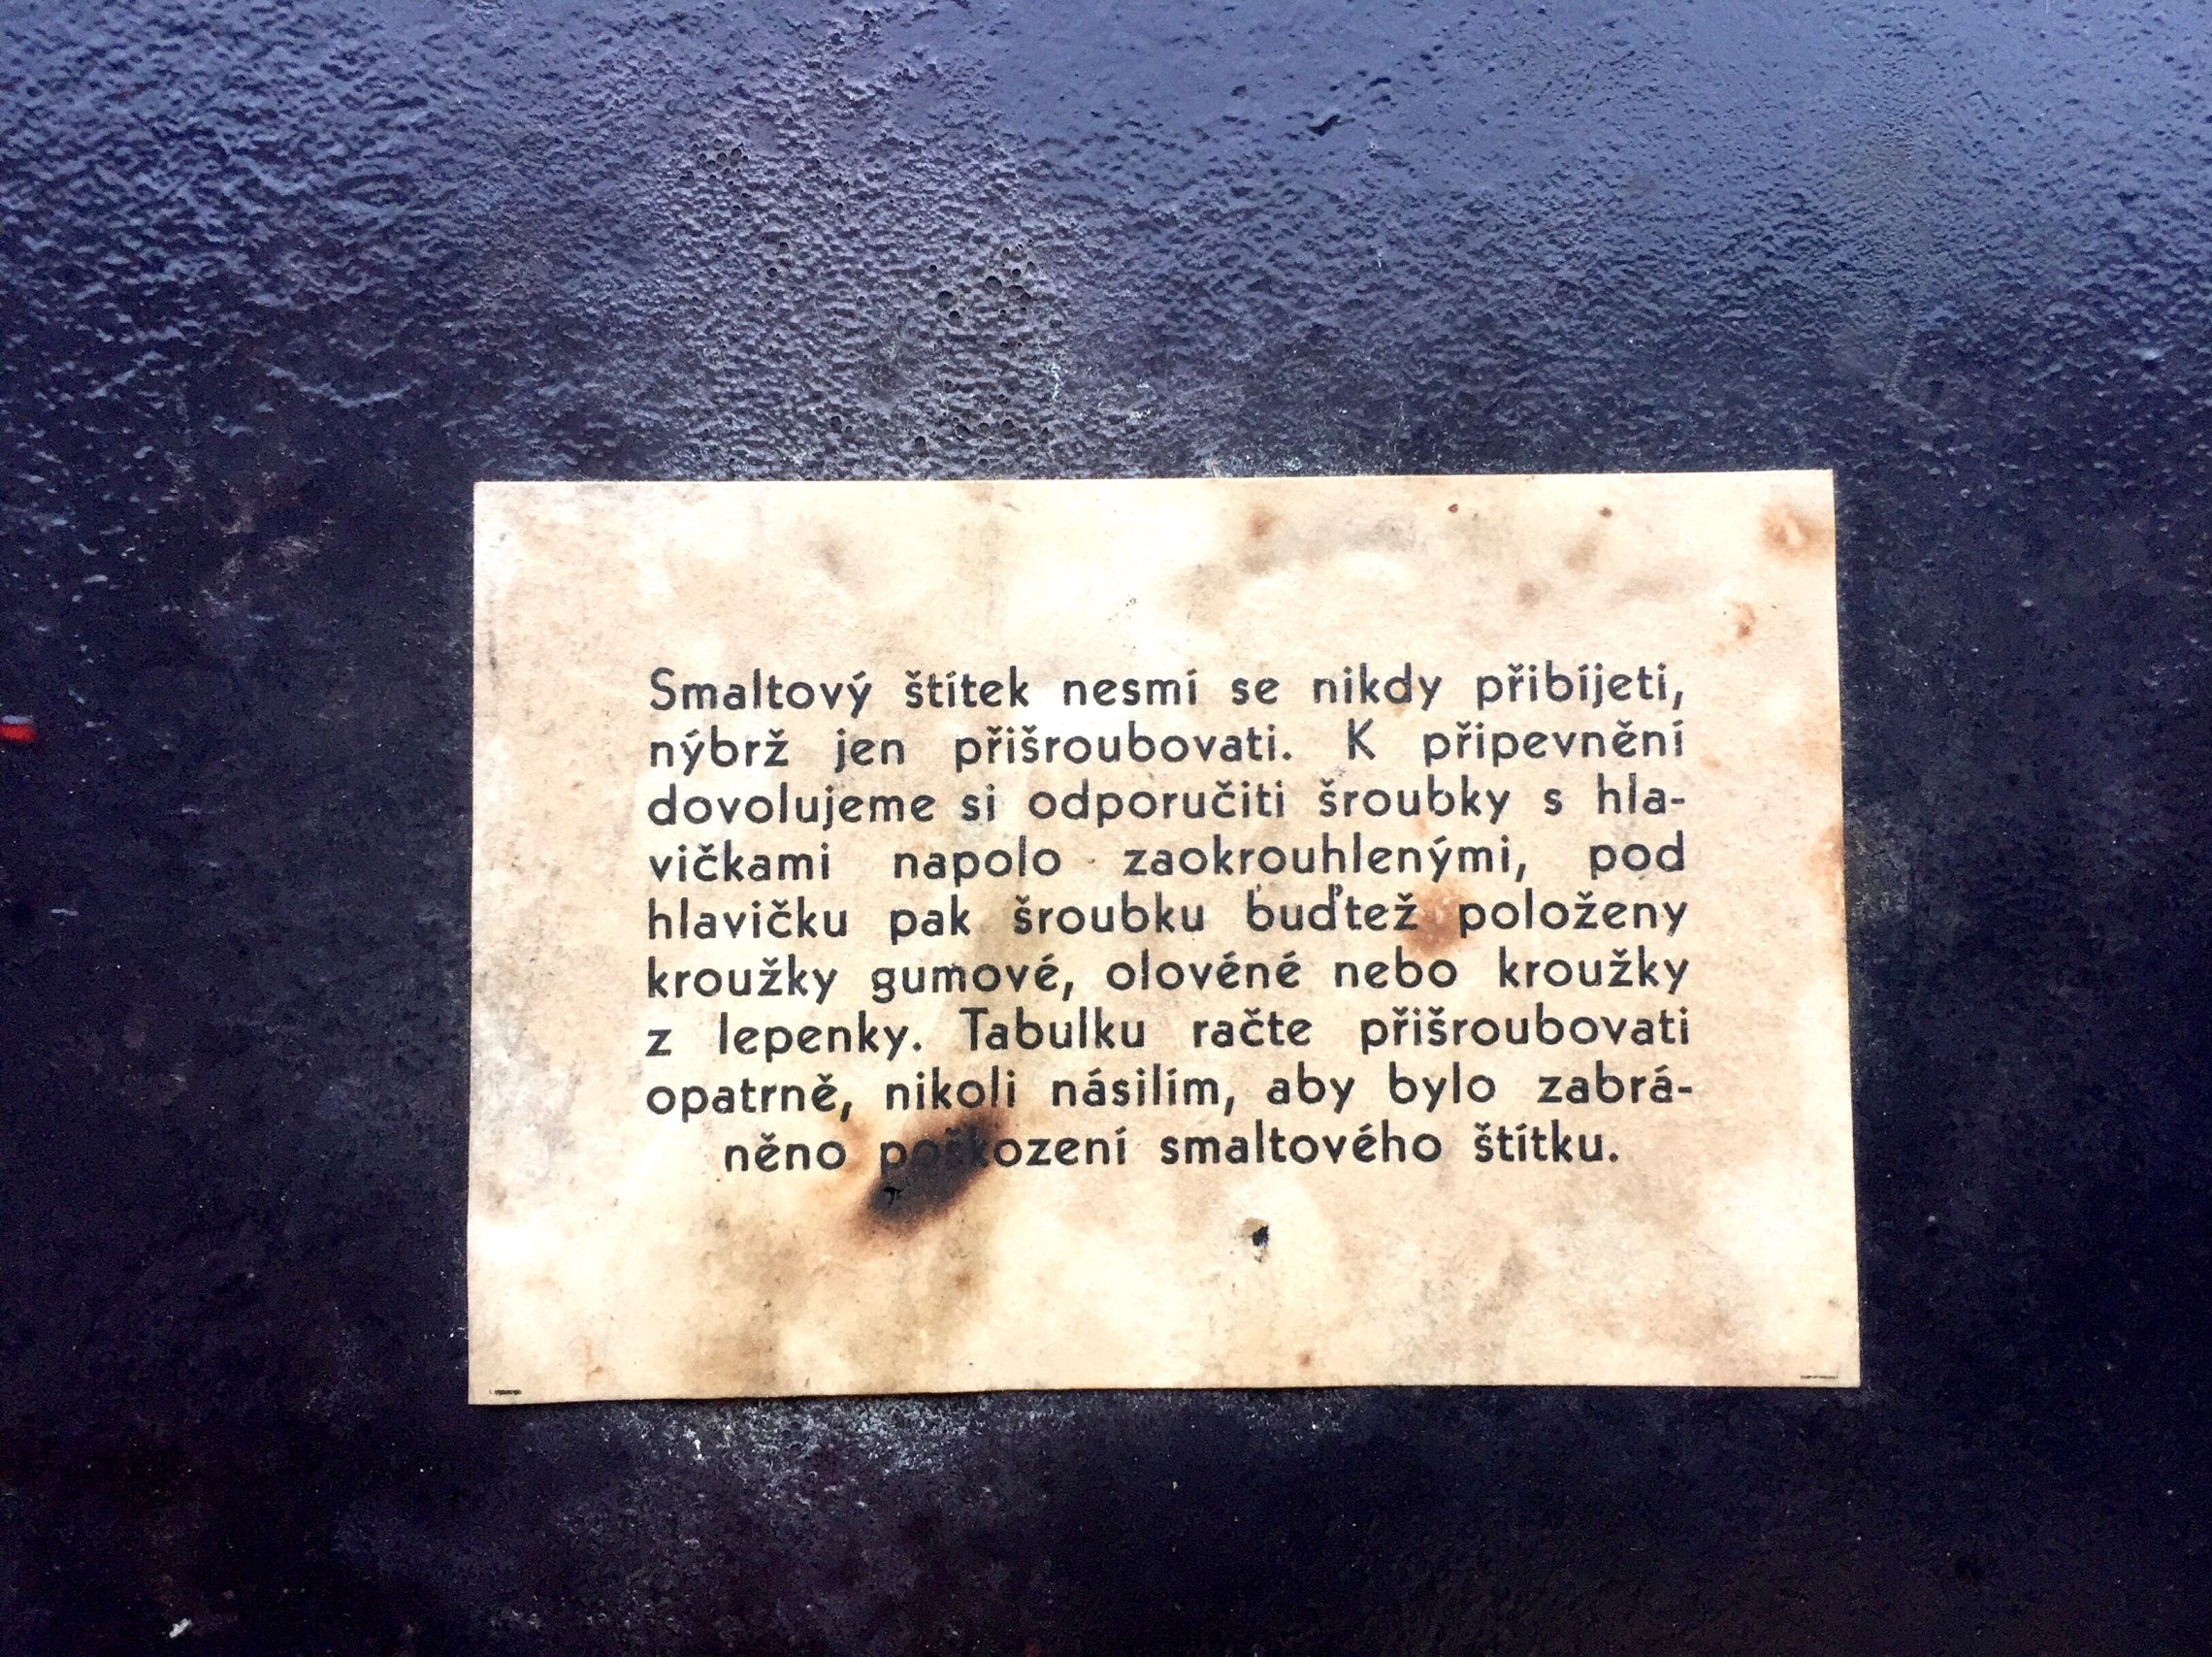 Smaltový štítek nesmí se nikdy přibíjeti,
nýbrž jen přišroubovati. K připevnění
dovolujeme si odporučiti šroubky s hla-
vičkami napolo zaokrouhlenými, pod
hlavičku pak šroubku buďtež položeny
kroužky gumové, olovéné nebo kroužky
z lepenky. Tabulku račte přišroubovati
opatrně, nikoli násilím, aby bylo zabrá-
něno poškození smaltového štítku.